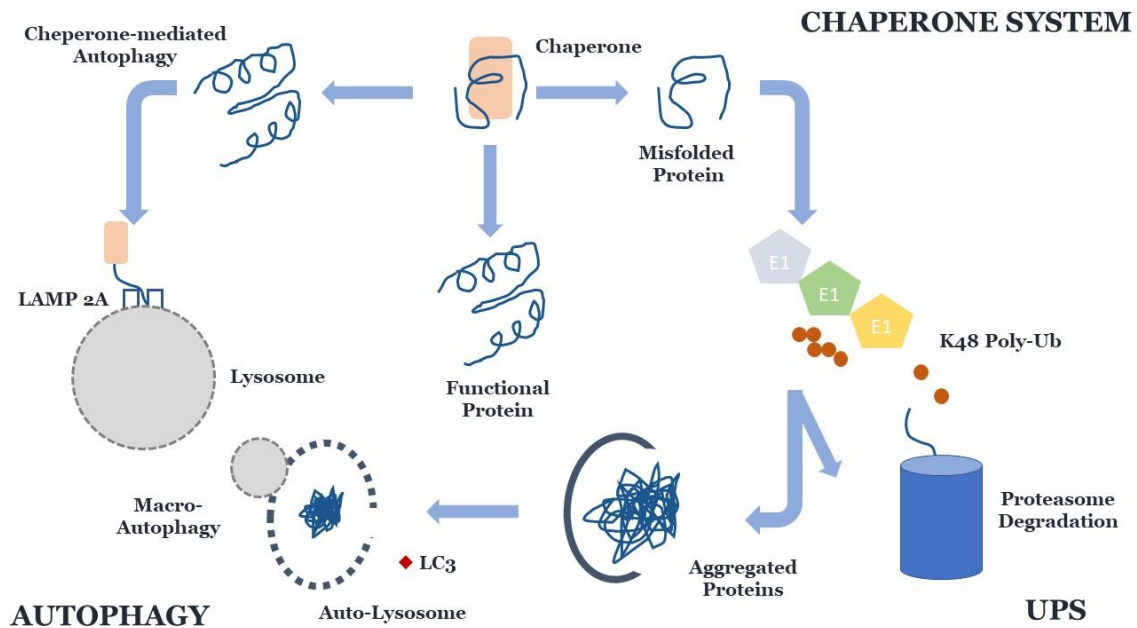 CHAPERONE SYSTEM
Cheperone-mediated
Autophagy
Chaperone
Misfolded
Protein
E1
E1
E1
LAMP 2A
K48 Poly-Ub
Lysosome
Functional
Protein
Macro-
Autophagy
LC3
Auto-Lysosome
Aggregated
Proteins
Proteasome
Degradation
AUTOPHAGY
UPS